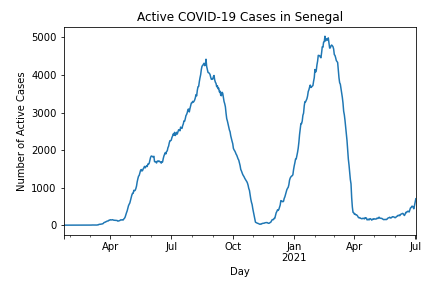 Active COVID-19 Cases in Senegal
5000
4000
3000
2000
1000
0
Number of Active Cases
Apr Jul Oct Jan Apr Jul
2021
Day